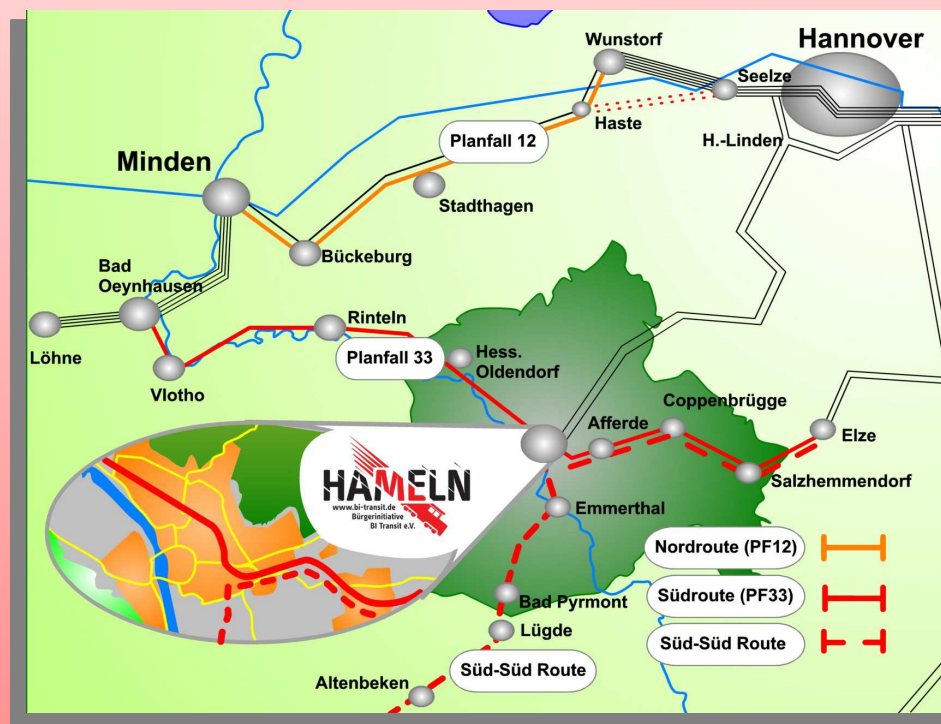 Hannover
Wunstorf
Seelze
Haste
H.-Linden
Planfall 12
Minden
Stadthagen
Bückeburg
Bad
Oeynhausen
Rinteln
Löhne
Planfall 33
Hess.
Oldendorf
Vlotho
Coppenbrügge
Afferde
Elze
Salzhemmendorf
HAMELN
www.bi-transit.de
Bürgerinitiative
BI Transit e.V.
Emmerthal
Nordroute (PF12)
Bad Pyrmont
Südroute (PF33)
Lügde
Süd-Süd Route
Süd-Süd Route
Altenbeken